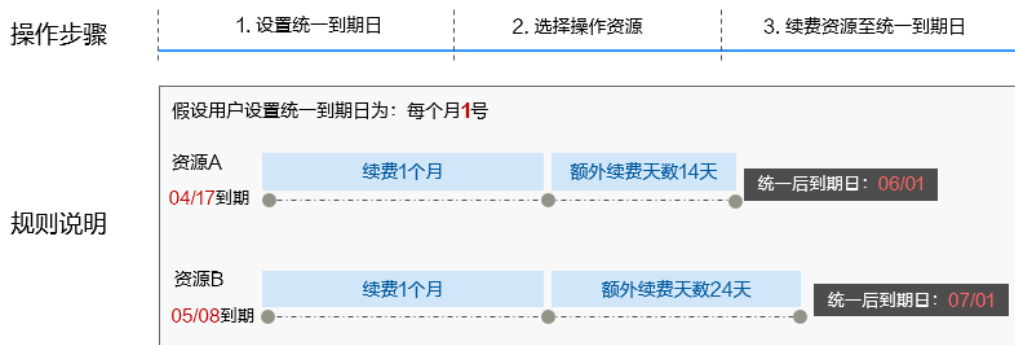 操作步骤
1. 设置统一到期日
2. 选择操作资源
3. 续费资源至统一到期日
规则说明
假设用户设置统一到期日为：每个月1号
资源A
续费1个月
额外续费天数14天
04/17到期
统一后到期日：06/01
资源B
续费1个月
额外续费天数24天
05/08到期
统一后到期日：07/01